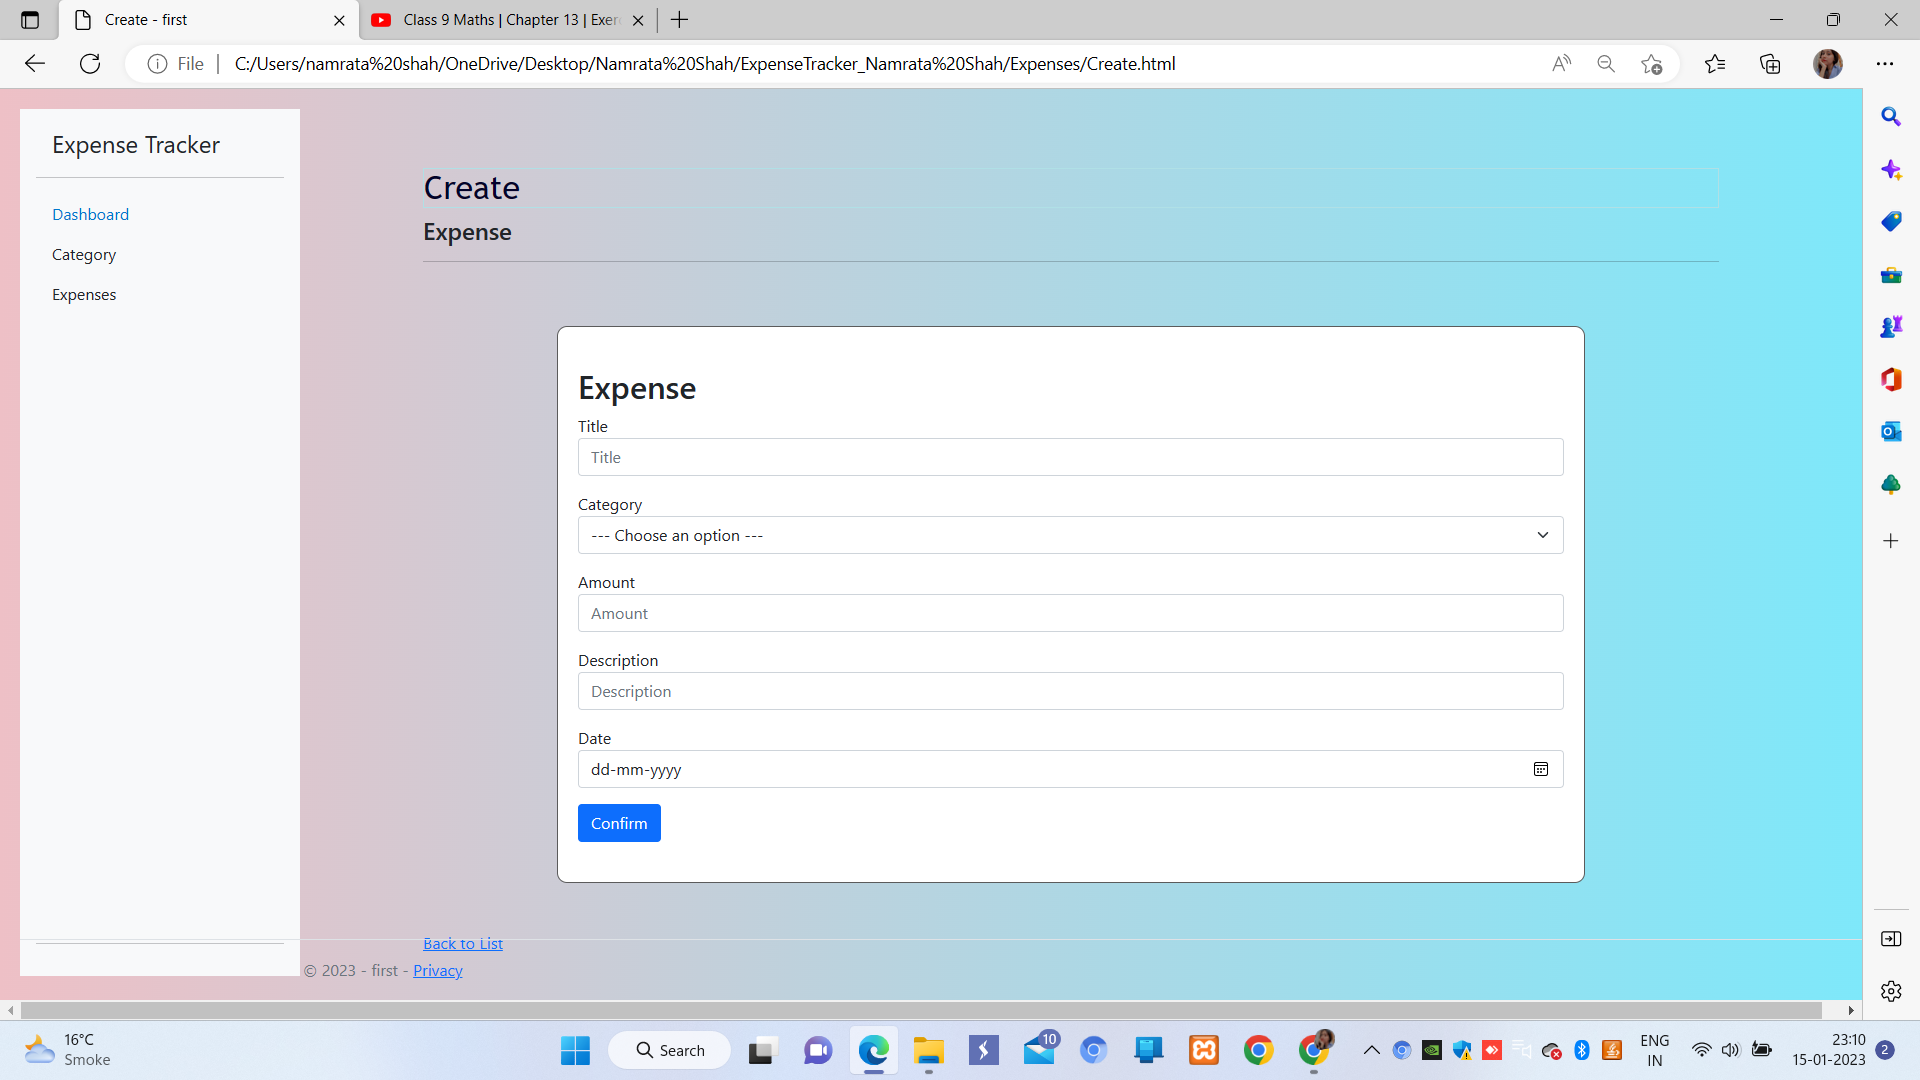 Create - first
Class 9 Maths | Chapter 13 | Exer
File
C:/Users/namrata%20shah/OneDrive/Desktop/Namrata%20Shah/ExpenseTracker_Namrata%20Shah/Expenses/Create.html
Expense Tracker
Dashboard
Category
Expenses
Create
Expense
Expense
Title
Title
Category
--- Choose an option ---
Amount
Amount
Description
Description
Date
dd-mm-yyyy
Confirm
Back to List
© 2023 - first - Privacy
16°C
Smoke
Search
10
ENG
IN
23:10
15-01-2023
2